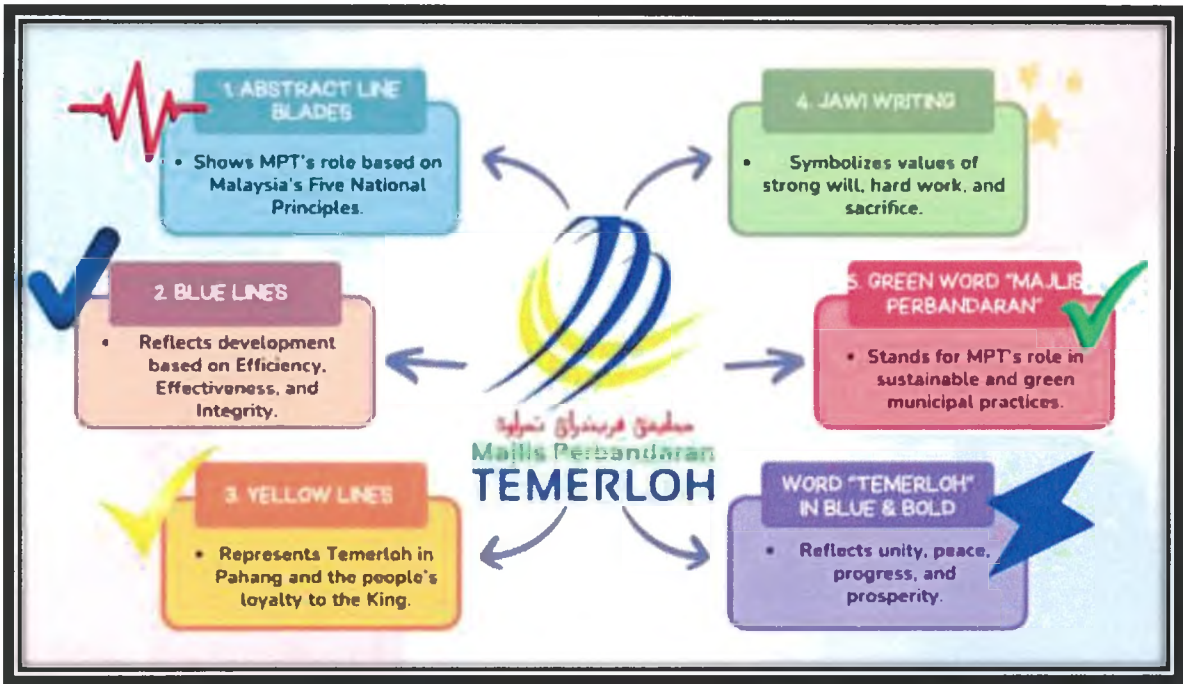 1. ABSTRACT LINE
BLADES
• Shows MPT's role based on
Malaysia's Five National
Principles.
2. BLUE LINES
• Reflects development
based on Efficiency,
Effectiveness, and
Integrity.
3. YELLOW LINES
• Represents Temerloh in
Pahang and the people's
loyalty to the King.
مجليس ڤربندرن تمرلوه
Majlis Perbandaran
TEMERLOH
4. JAWI WRITING
• Symbolizes values of
strong will, hard work, and
sacrifice.
5. GREEN WORD "MAJLIS
PERBANDARAN"
• Stands for MPT's role in
sustainable and green
municipal practices.
WORD "TEMERLOH"
IN BLUE & BOLD
• Reflects unity, peace,
progress, and
prosperity.